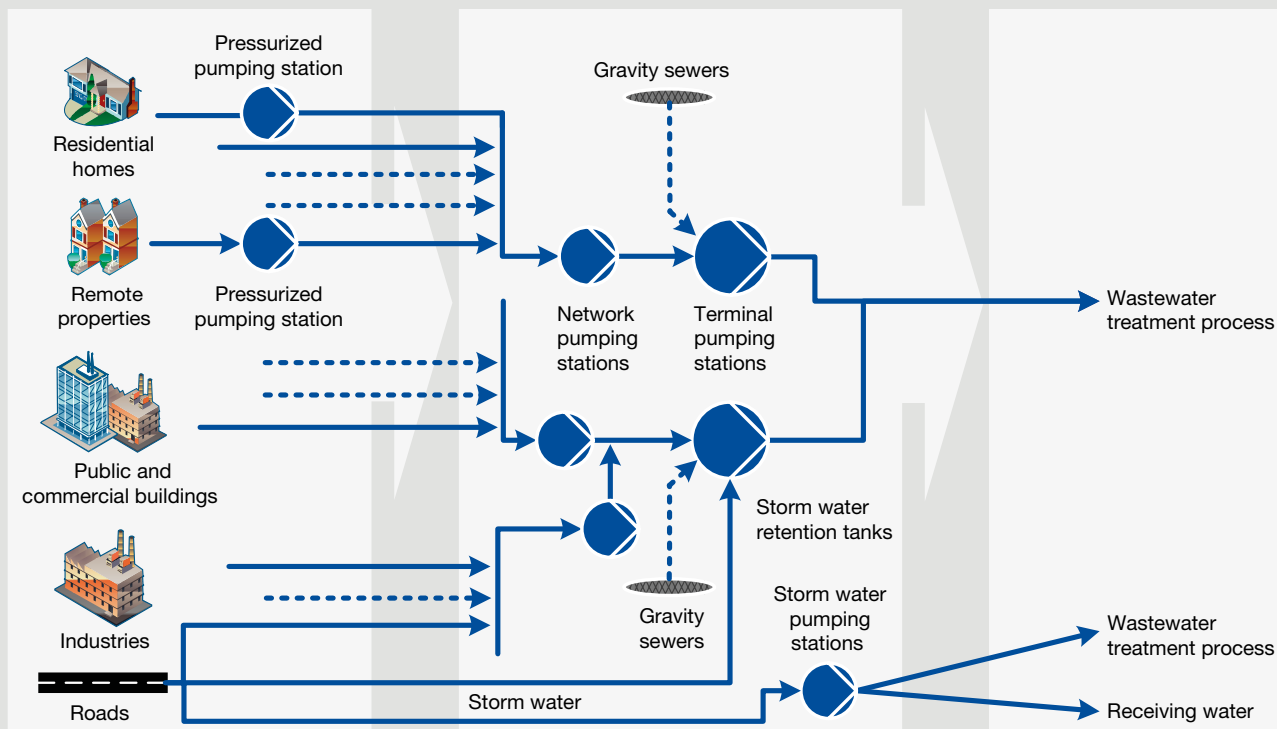 Pressurized
pumping station
Gravity sewers
Residential
homes
Remote
properties
Pressurized
pumping station
Network
pumping
stations
Terminal
pumping
stations
Wastewater
treatment process
Public and
commercial buildings
Storm water
retention tanks
Industries
Gravity
sewers
Storm water
pumping
stations
Wastewater
treatment process
Roads
Storm water
Receiving water